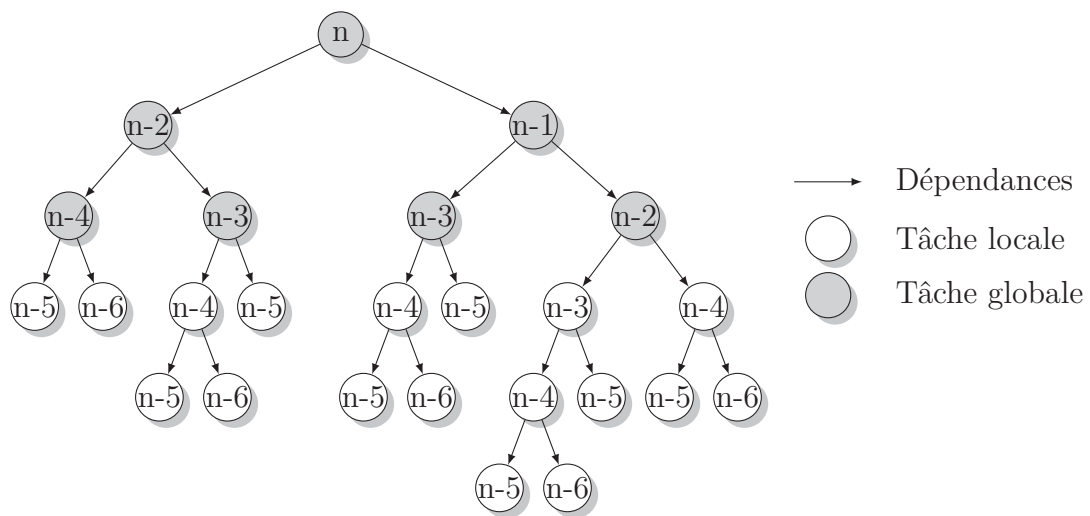 n
n-2 n-1
n-4 n-3 n-3 n-2
n-5 n-6 n-4 n-5 n-4 n-5 n-3 n-4
n-5 n-6 n-5 n-6 n-4 n-5 n-5 n-6
n-5 n-6
Dépendances
Tâche locale
Tâche globale